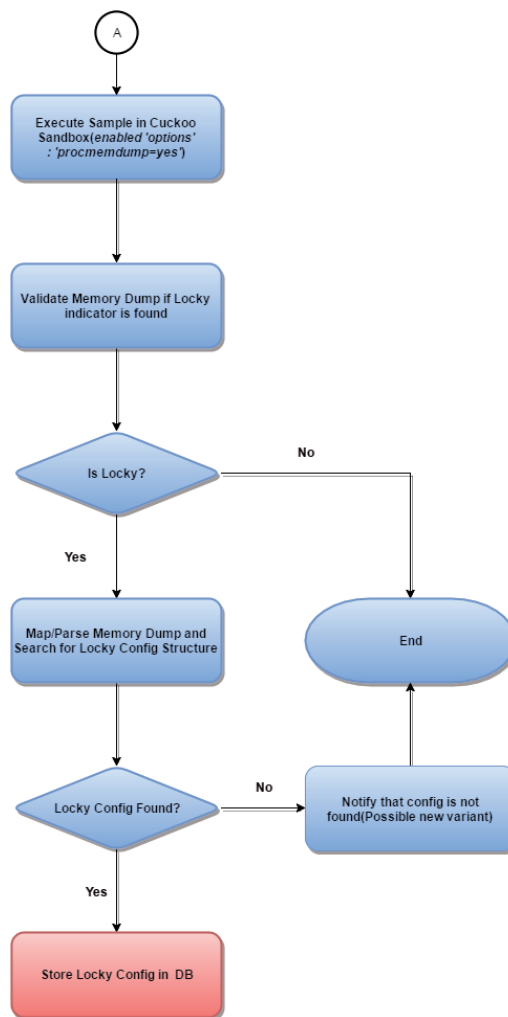 A
Execute Sample in Cuckoo
Sandbox(enabled 'options'
: 'procmemdump=yes')
Validate Memory Dump if Locky
indicator is found
Is Locky?
No
Yes
Map/Parse Memory Dump and
Search for Locky Config Structure
End
Locky Config Found?
No
Notify that config is not
found(Possible new variant)
Yes
Store Locky Config in DB